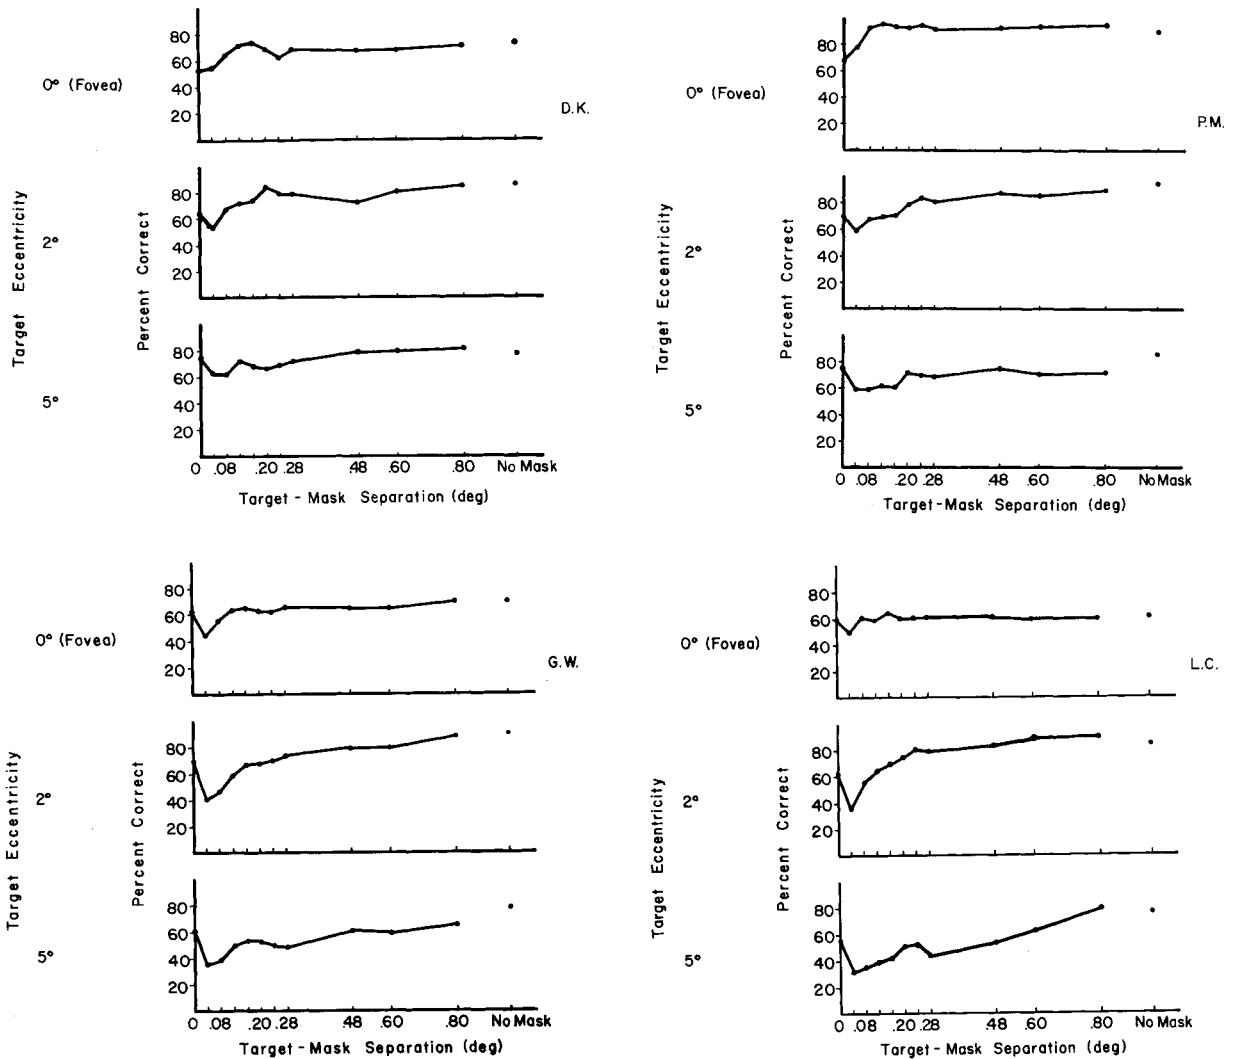 80
60
40
20
0° (Fovea)
D.K.
80
60
40
20
2°
80
60
40
20
5°
Target Eccentricity
Percent Correct
0 .08 .20 .28 .48 .60 .80 No Mask
Target - Mask Separation (deg)
80
60
40
20
0° (Fovea)
P.M.
80
60
40
20
2°
80
60
40
20
5°
Target Eccentricity
Percent Correct
0 .08 .20 .28 .48 .60 .80 No Mask
Target - Mask Separation (deg)
80
60
40
20
0° (Fovea)
G.W.
80
60
40
20
2°
80
60
40
20
5°
Target Eccentricity
Percent Correct
0 .08 .20 .28 .48 .60 .80 No Mask
Target - Mask Separation (deg)
80
60
40
20
0° (Fovea)
L.C.
80
60
40
20
2°
80
60
40
20
5°
Target Eccentricity
Percent Correct
0 .08 .20 .28 .48 .60 .80 No Mask
Target - Mask Separation (deg)